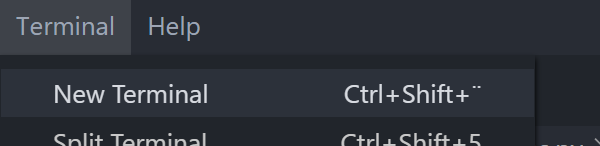 Terminal Help
New Terminal Ctrl+Shift+¨
Split Terminal Ctrl+Shift+5